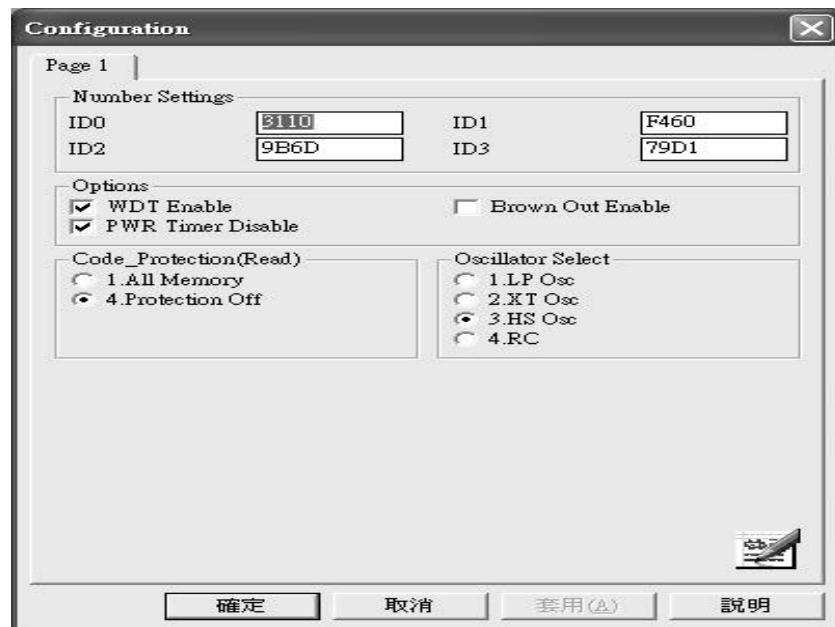 Configuration
Page 1
Number Settings
ID0 3110 ID1 F460
ID2 9B6D ID3 79D1
Options
WDT Enable Brown Out Enable
PWR Timer Disable
Code_Protection(Read)
1.All Memory
4.Protection Off
Oscillator Select
1.LP Osc
2.XT Osc
3.HS Osc
4.RC
確定 取消 套用(A) 說明